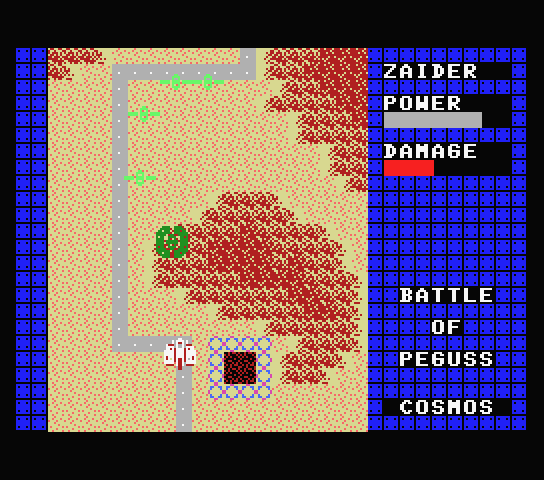 ZAIDER
POWER
DAMAGE
BATTLE
OF
PEGUSS
COSMOS